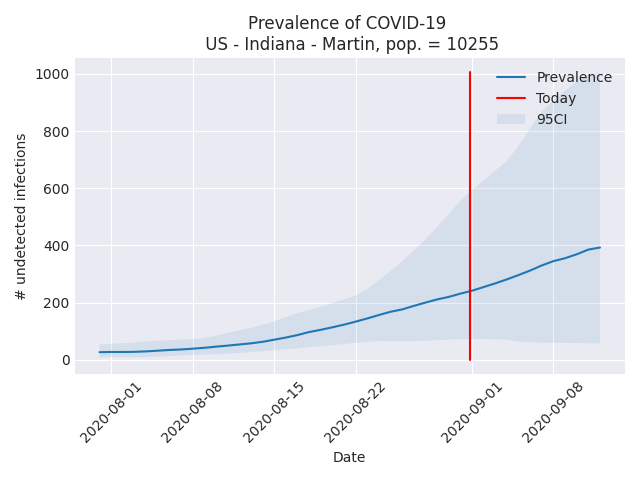 Prevalence of COVID-19
US - Indiana - Martin, pop. = 10255
Prevalence
Today
95CI
# undetected infections
1000
800
600
400
200
0
2020-08-01
2020-08-08
2020-08-15
2020-08-22
2020-09-01
2020-09-08
Date